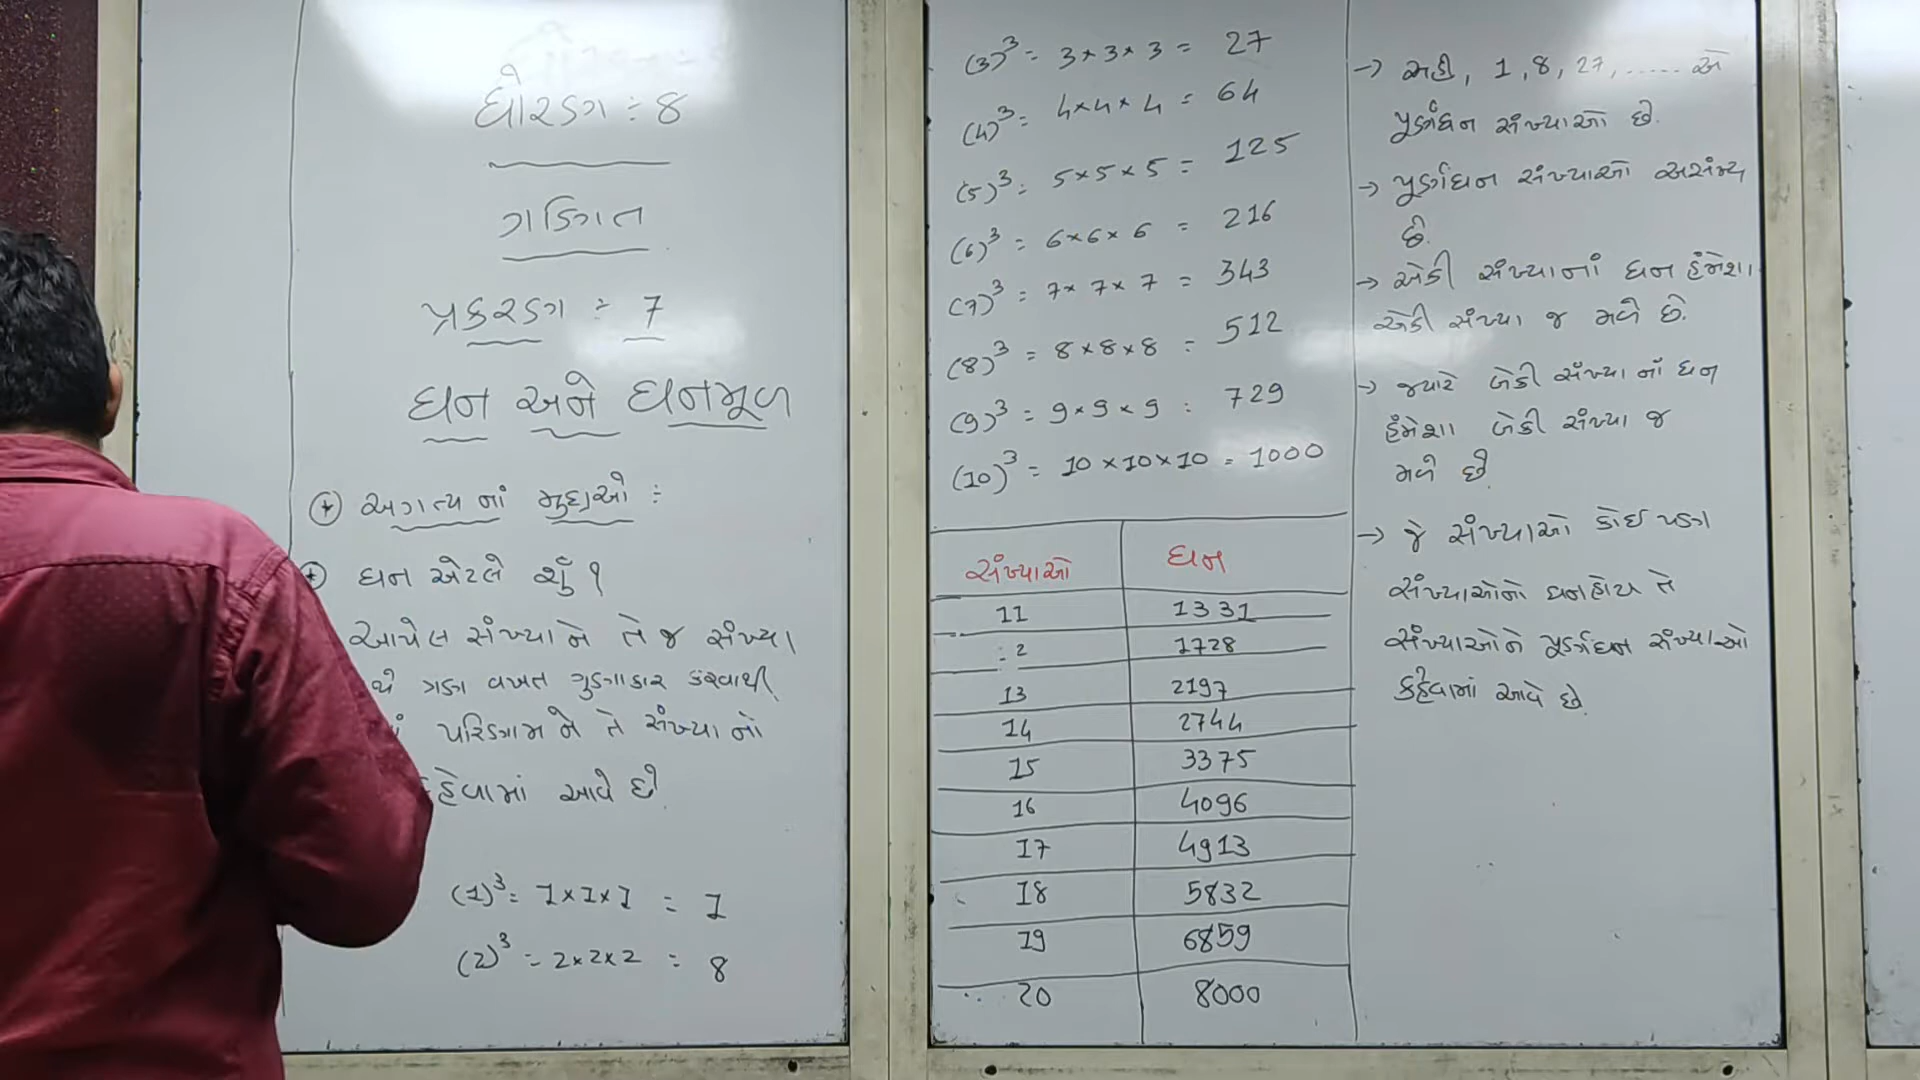 ધોરણ : 8
ગણિત
પ્રકરણ : 7
ઘન અને ઘનમૂળ
અગત્ય નાં મુદ્દાઓ :
ઘન એટલે શું ?
આપેલ સંખ્યાને તે જ સંખ્યા
ત્રણ વખત ગુણાકાર કરવાથી
પરિણામ ને તે સંખ્યા નો
કહેવામાં આવે છે.
(1)³ = 1×1×1 = 1
(2)³ = 2×2×2 = 8
(3)³ = 3×3×3 = 27
(4)³ = 4×4×4 = 64
(5)³ = 5×5×5 = 125
(6)³ = 6×6×6 = 216
(7)³ = 7×7×7 = 343
(8)³ = 8×8×8 = 512
(9)³ = 9×9×9 = 729
(10)³ = 10×10×10 = 1000
સંખ્યાઓ ઘન
11 1331
2 1728
13 2197
14 2744
15 3375
16 4096
17 4913
18 5832
19 6859
20 8000
→ અહી, 1, 8, 27, ...... એ
પૂર્ણઘન સંખ્યાઓ છે.
→ પૂર્ણઘન સંખ્યાઓ અસંખ્ય
છે.
→ એકી સંખ્યાનાં ઘન હંમેશા
એકી સંખ્યા જ મળે છે.
→ જ્યારે બેકી સંખ્યા નાં ઘન
હંમેશા બેકી સંખ્યા જ
મળે છે.
→ જે સંખ્યાઓ કોઈ પણ
સંખ્યાઓનો ઘન હોય તે
સંખ્યાઓને પૂર્ણઘન સંખ્યાઓ
કહેવામાં આવે છે.